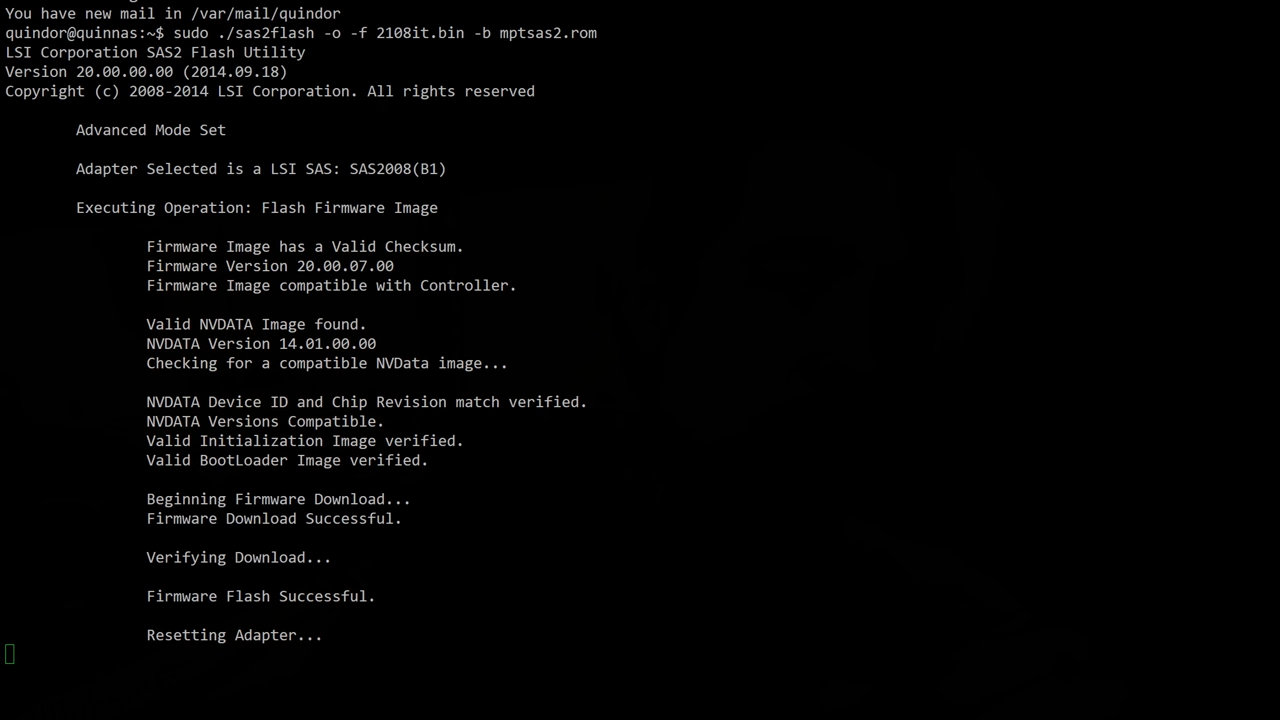 You have new mail in /var/mail/quindor
quindor@quinnas:~$ sudo ./sas2flash -o -f 2108it.bin -b mptsas2.rom
LSI Corporation SAS2 Flash Utility
Version 20.00.00.00 (2014.09.18)
Copyright (c) 2008-2014 LSI Corporation. All rights reserved
Advanced Mode Set
Adapter Selected is a LSI SAS: SAS2008(B1)
Executing Operation: Flash Firmware Image
Firmware Image has a Valid Checksum.
Firmware Version 20.00.07.00
Firmware Image compatible with Controller.
Valid NVDATA Image found.
NVDATA Version 14.01.00.00
Checking for a compatible NVData image...
NVDATA Device ID and Chip Revision match verified.
NVDATA Versions Compatible.
Valid Initialization Image verified.
Valid BootLoader Image verified.
Beginning Firmware Download...
Firmware Download Successful.
Verifying Download...
Firmware Flash Successful.
Resetting Adapter...